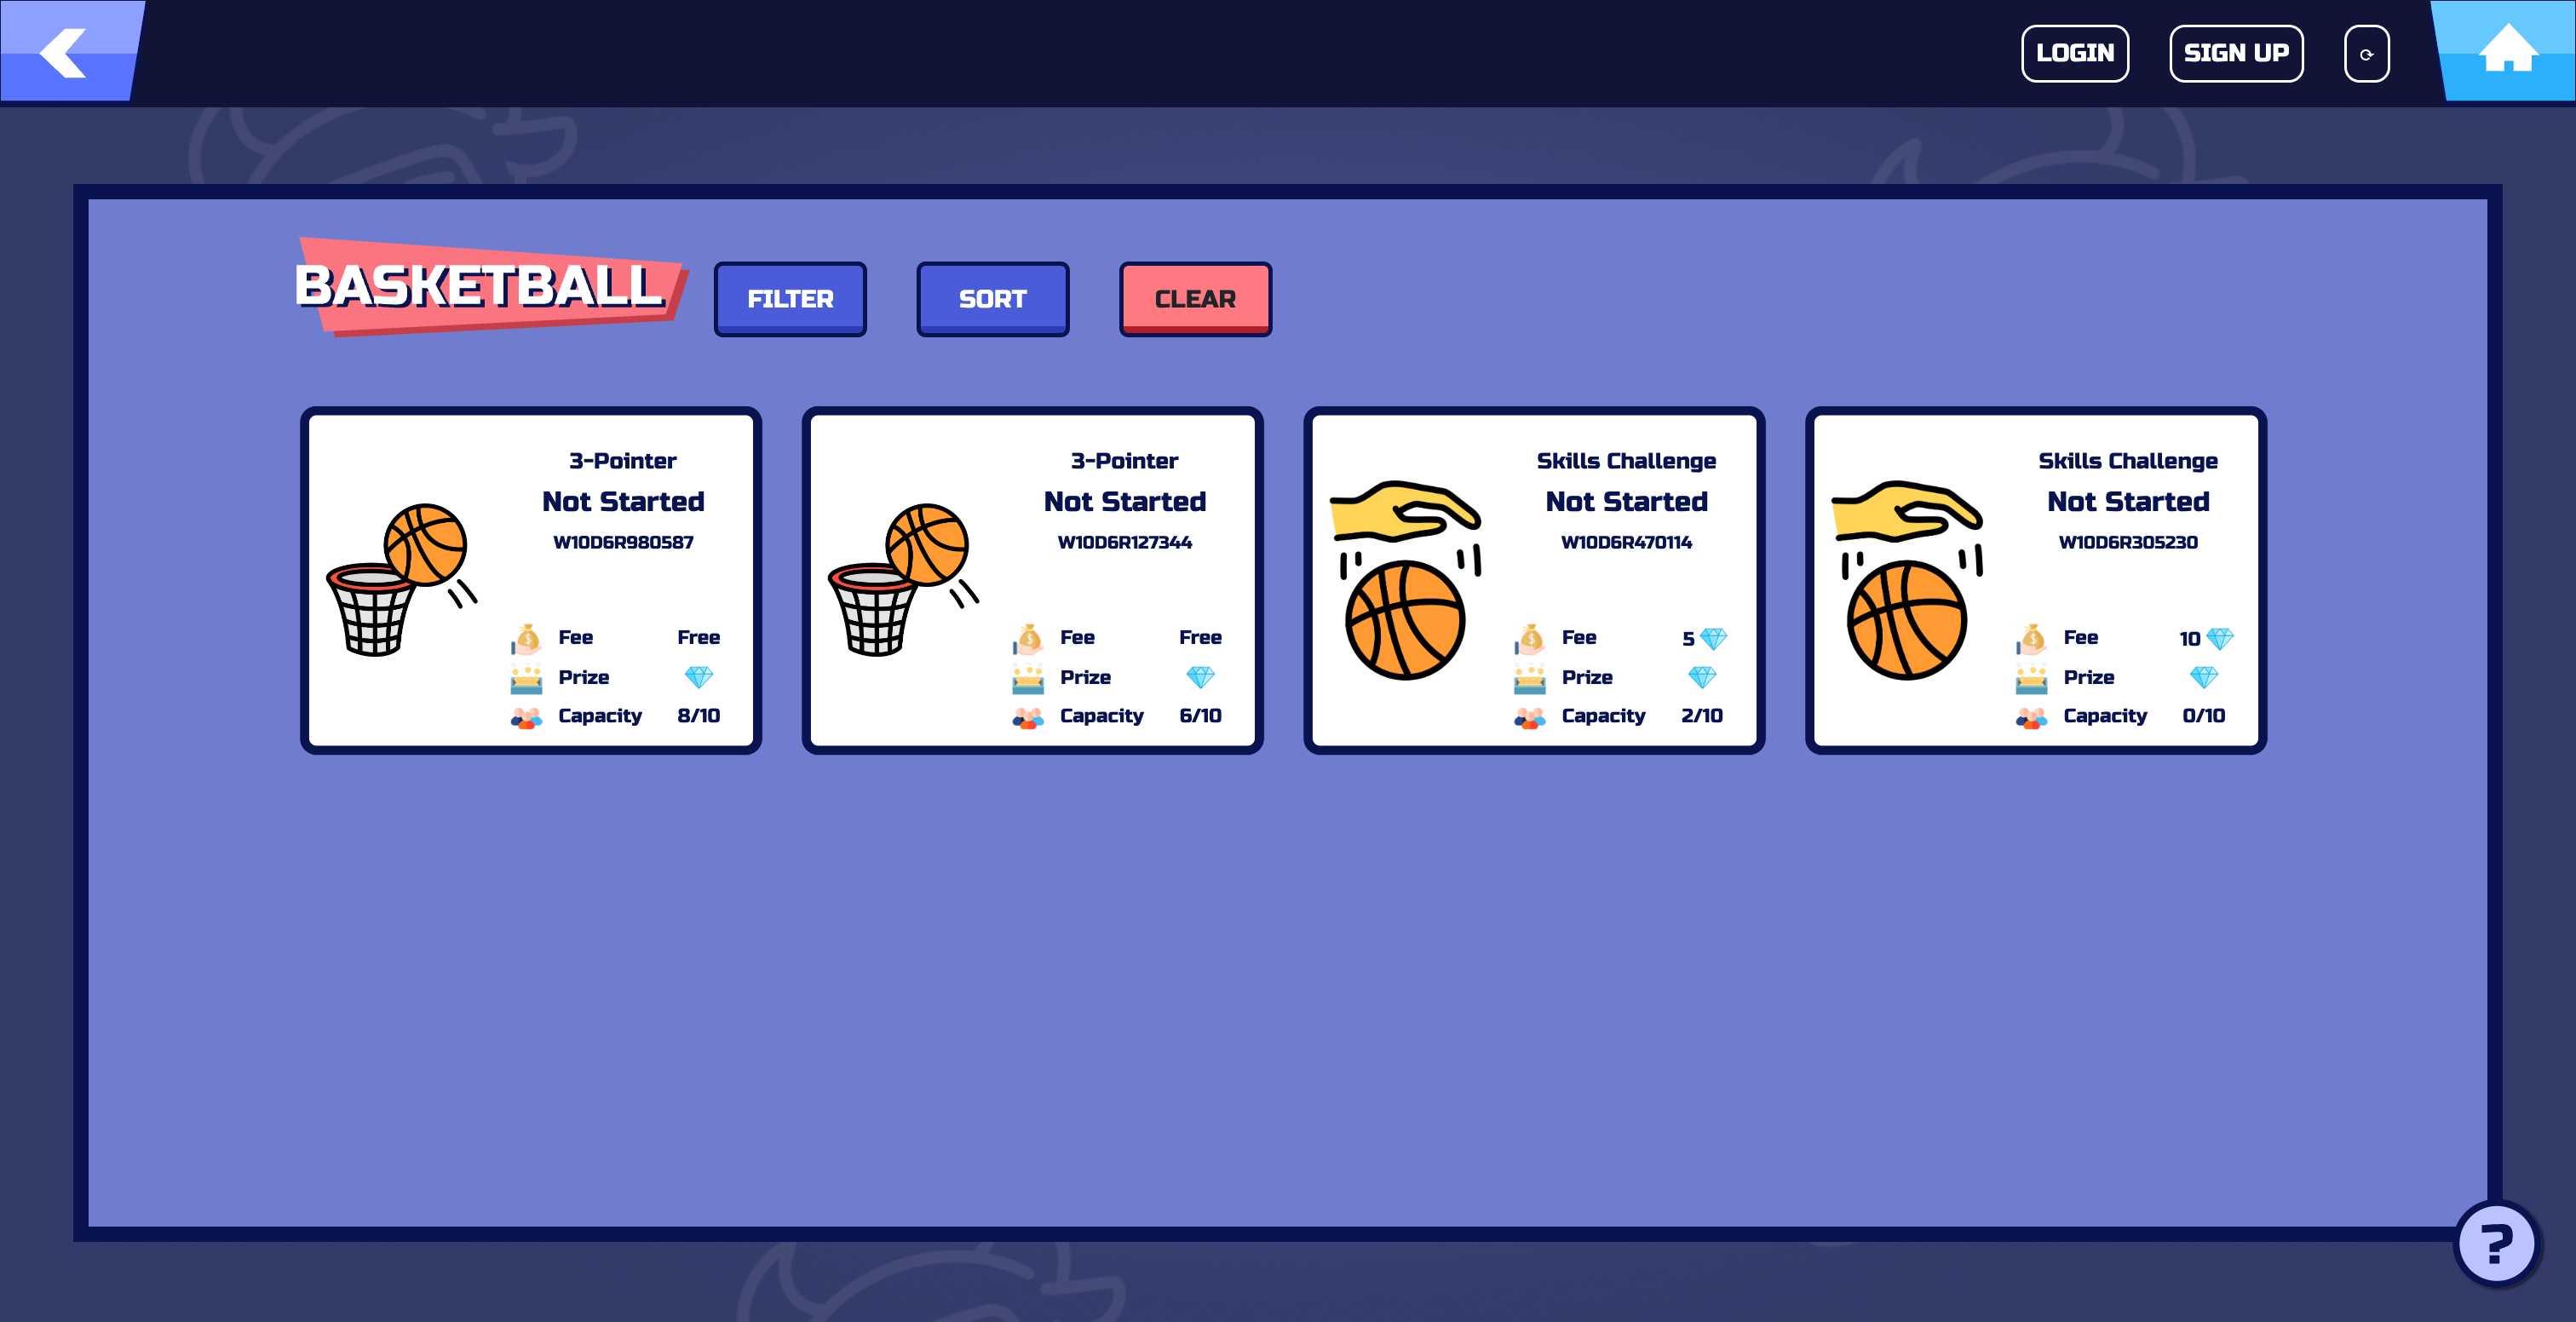 LOGIN
SIGN UP
BASKETBALL
FILTER
SORT
CLEAR
3-Pointer
Not Started
W10D6R980587
Fee Free
Prize
Capacity 8/10
3-Pointer
Not Started
W10D6R127344
Fee Free
Prize
Capacity 6/10
Skills Challenge
Not Started
W10D6R470114
Fee 5
Prize
Capacity 2/10
Skills Challenge
Not Started
W10D6R305230
Fee 10
Prize
Capacity 0/10
?